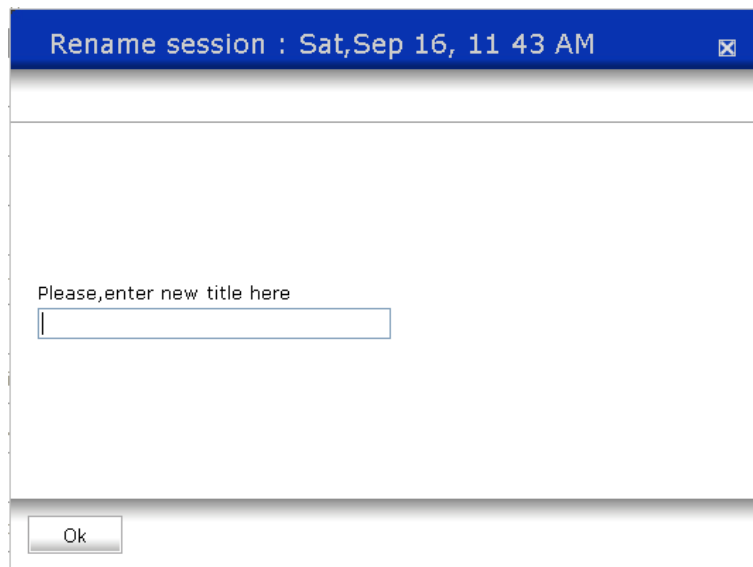 Rename session : Sat,Sep 16, 11 43 AM
Please,enter new title here
Ok